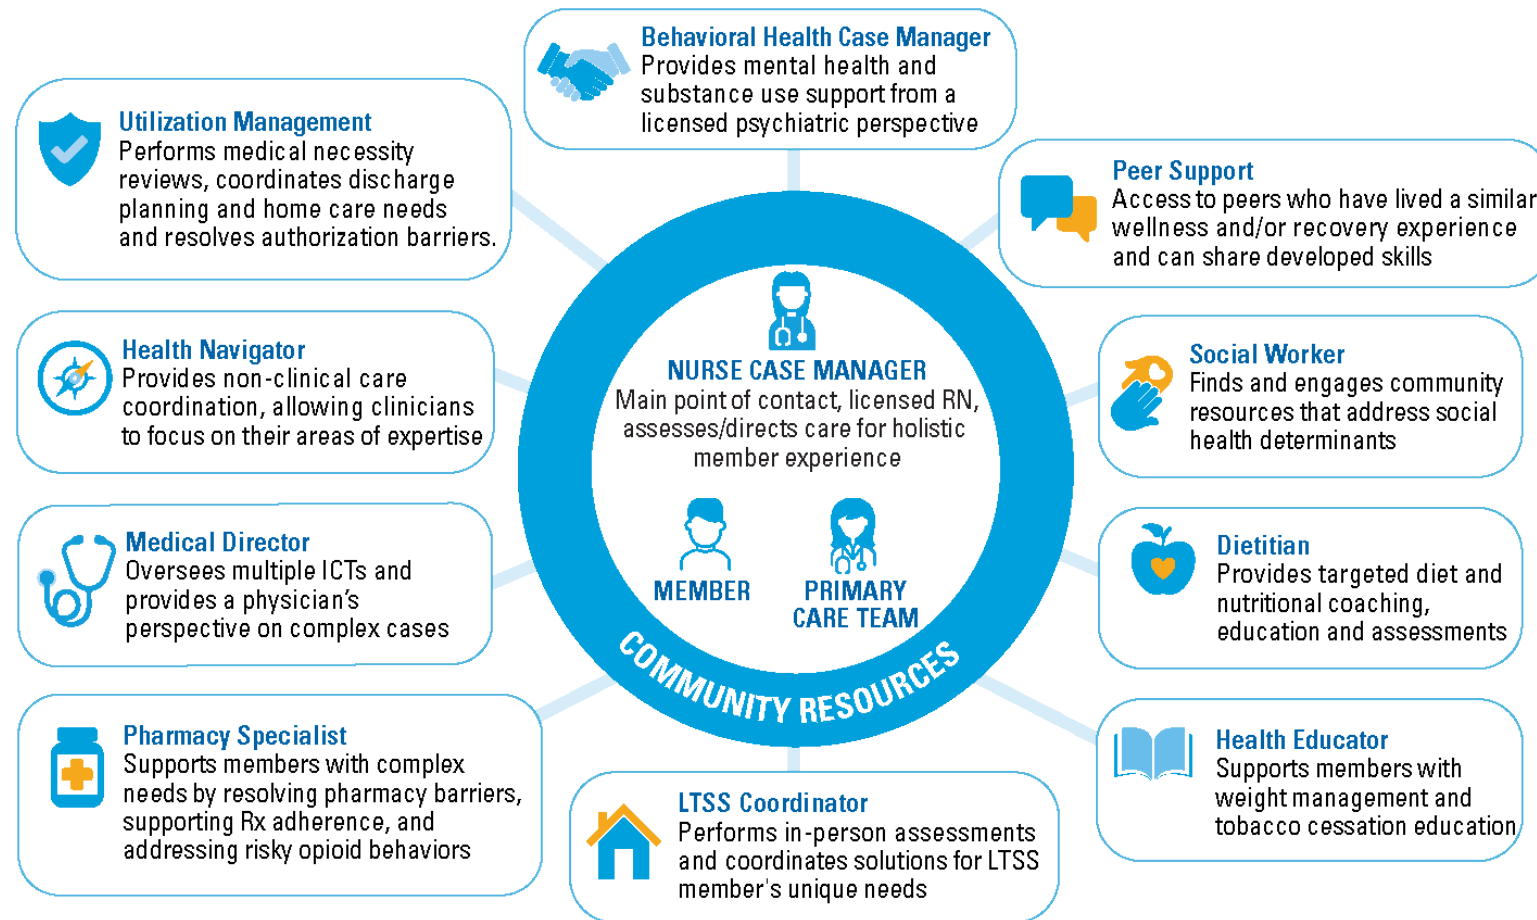 Behavioral Health Case Manager
Provides mental health and
substance use support from a
licensed psychiatric perspective
Utilization Management
Performs medical necessity
reviews, coordinates discharge
planning and home care needs
and resolves authorization barriers.
Peer Support
Access to peers who have lived a similar
wellness and/or recovery experience
and can share developed skills
Health Navigator
Provides non-clinical care
coordination, allowing clinicians
to focus on their areas of expertise
NURSE CASE MANAGER
Main point of contact, licensed RN,
assesses/directs care for holistic
member experience
MEMBER
PRIMARY
CARE TEAM
COMMUNITY RESOURCES
Social Worker
Finds and engages community
resources that address social
health determinants
Medical Director
Oversees multiple ICTs and
provides a physician’s
perspective on complex cases
Dietitian
Provides targeted diet and
nutritional coaching,
education and assessments
Pharmacy Specialist
Supports members with complex
needs by resolving pharmacy barriers,
supporting Rx adherence, and
addressing risky opioid behaviors
LTSS Coordinator
Performs in-person assessments
and coordinates solutions for LTSS
member's unique needs
Health Educator
Supports members with
weight management and
tobacco cessation education